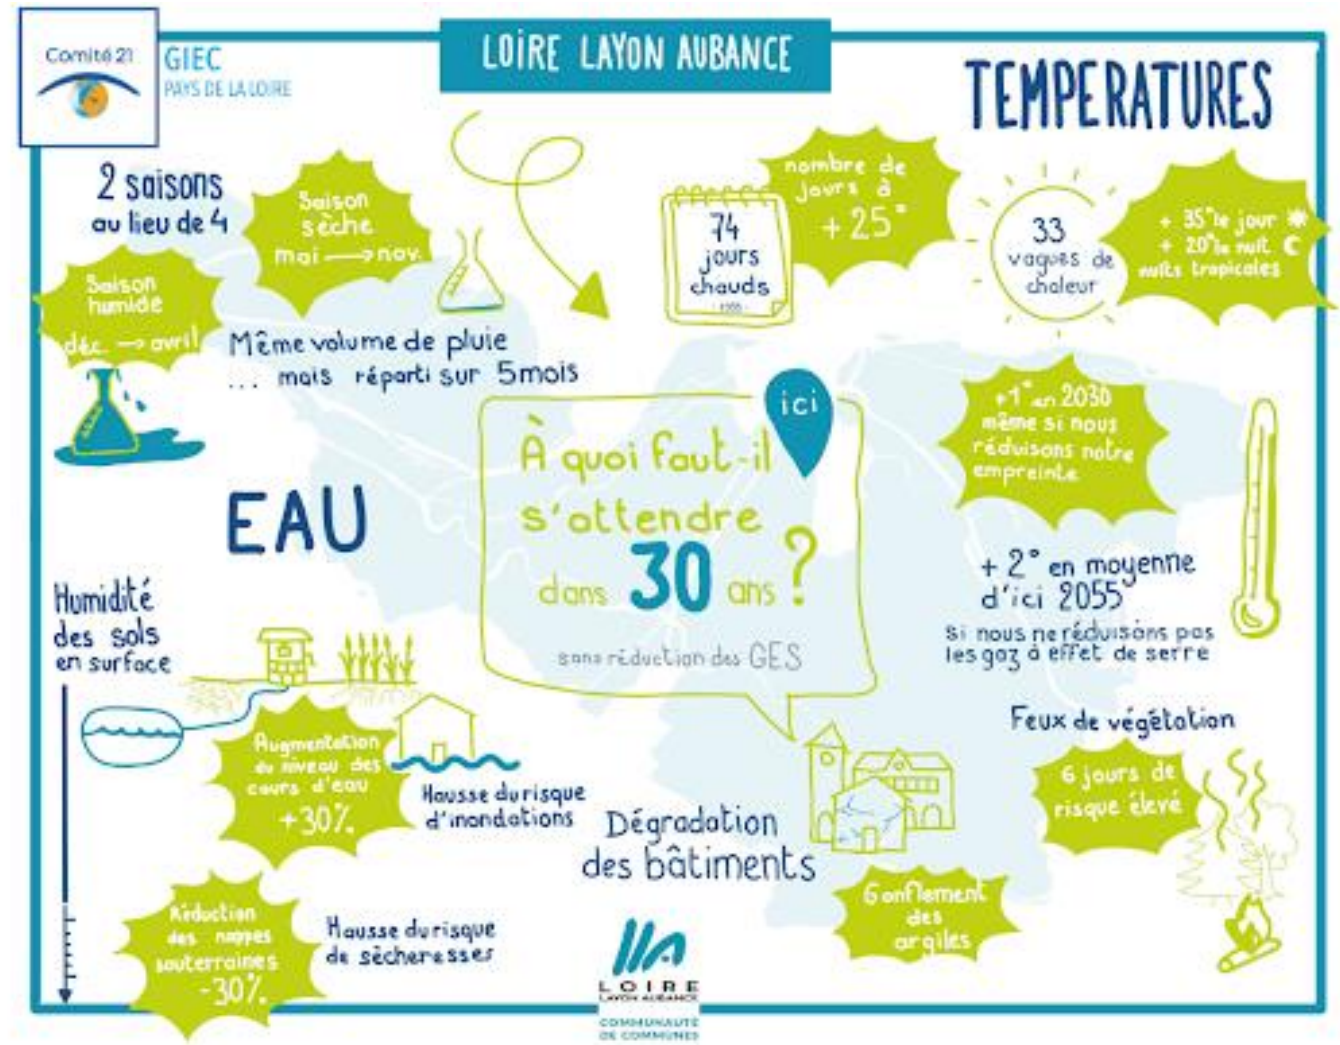 Comité 21
GIEC
PAYS DE LA LOIRE
LOIRE LAYON AUBANCE
TEMPERATURES
2 saisons
au lieu de 4
Saison
sèche
mai → nov.
Saison
humide
déc. → avril
Même volume de pluie
... mais réparti sur 5 mois
EAU
74
jours
chauds
nombre de
jours à
+25°
33
vagues de
chaleur
+ 35° le jour
+ 20° la nuit
nuits tropicales
ici
À quoi faut-il
s'attendre
dans 30 ans ?
sans réduction des GES
+1° en 2030
même si nous
réduisons notre
empreinte
+ 2° en moyenne
d'ici 2055
si nous ne réduisons pas
les gaz à effet de serre
Humidité
des sols
en surface
Augmentation
du niveau des
cours d'eau
+30%
Hausse du risque
d'inondations
Réduction
des nappes
souterraines
-30%
Hausse du risque
de sècheresses
Dégradation
des bâtiments
Gonflement
des
argiles
Feux de végétation
6 jours de
risque élevé
LOIRE
LAYON AUBANCE
COMMUNAUTÉ
DE COMMUNES